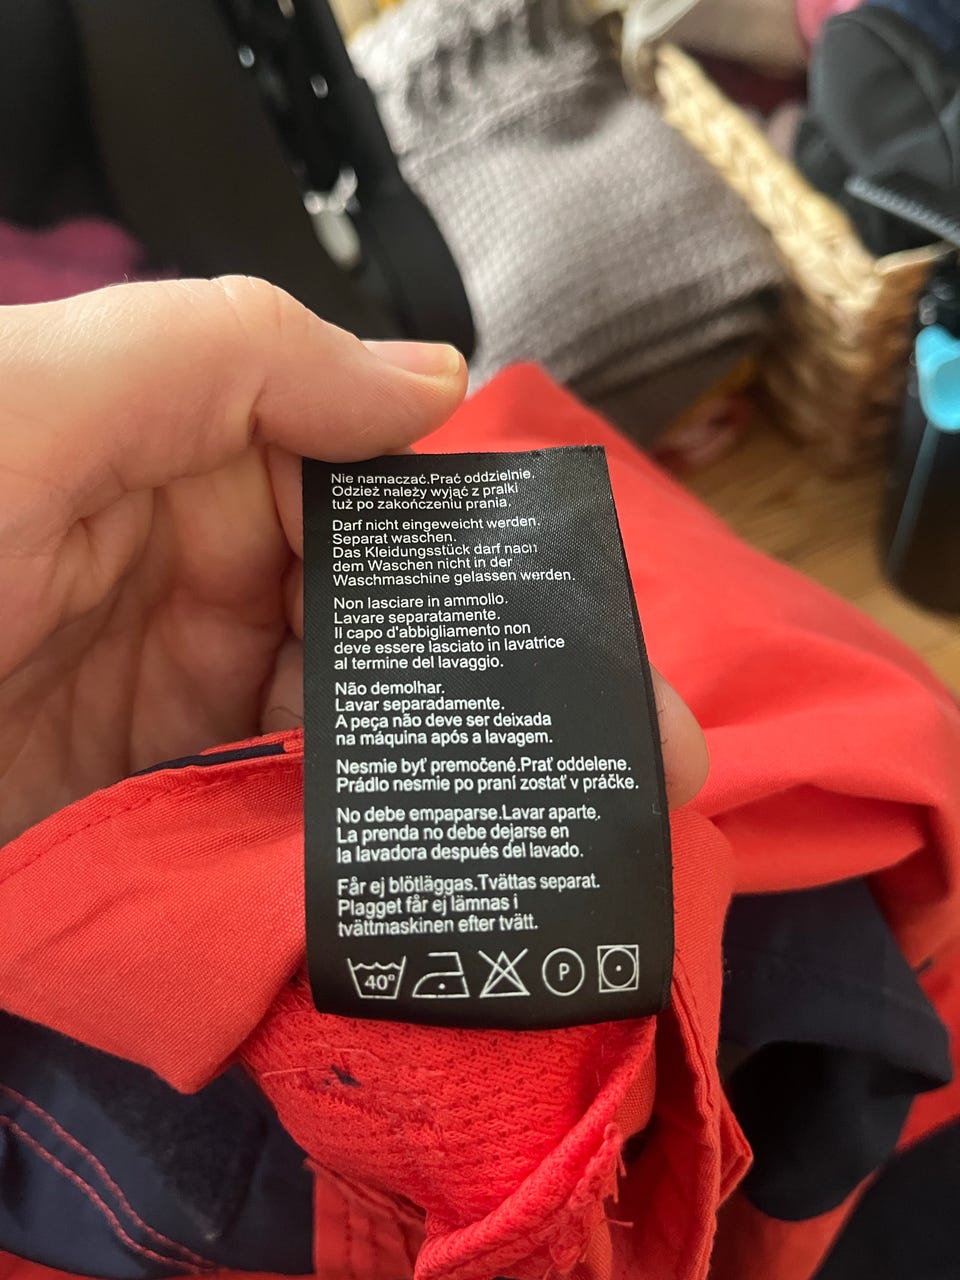 Nie namaczać.Prać oddzielnie.
Odzież należy wyjąć z pralki
tuż po zakończeniu prania.
Darf nicht eingeweicht werden.
Separat waschen.
Das Kleidungsstück darf nach
dem Waschen nicht in der
Waschmaschine gelassen werden.
Non lasciare in ammollo.
Lavare separatamente.
Il capo d'abbigliamento non
deve essere lasciato in lavatrice
al termine del lavaggio.
Não demolhar.
Lavar separadamente.
A peça não deve ser deixada
na máquina após a lavagem.
Nesmie byť premočené.Prať oddelene.
Prádlo nesmie po praní zostať v práčke.
No debe empaparse.Lavar aparte.
La prenda no debe dejarse en
la lavadora después del lavado.
Får ej blötläggas.Tvättas separat.
Plagget får ej lämnas i
tvättmaskinen efter tvätt.
40° P